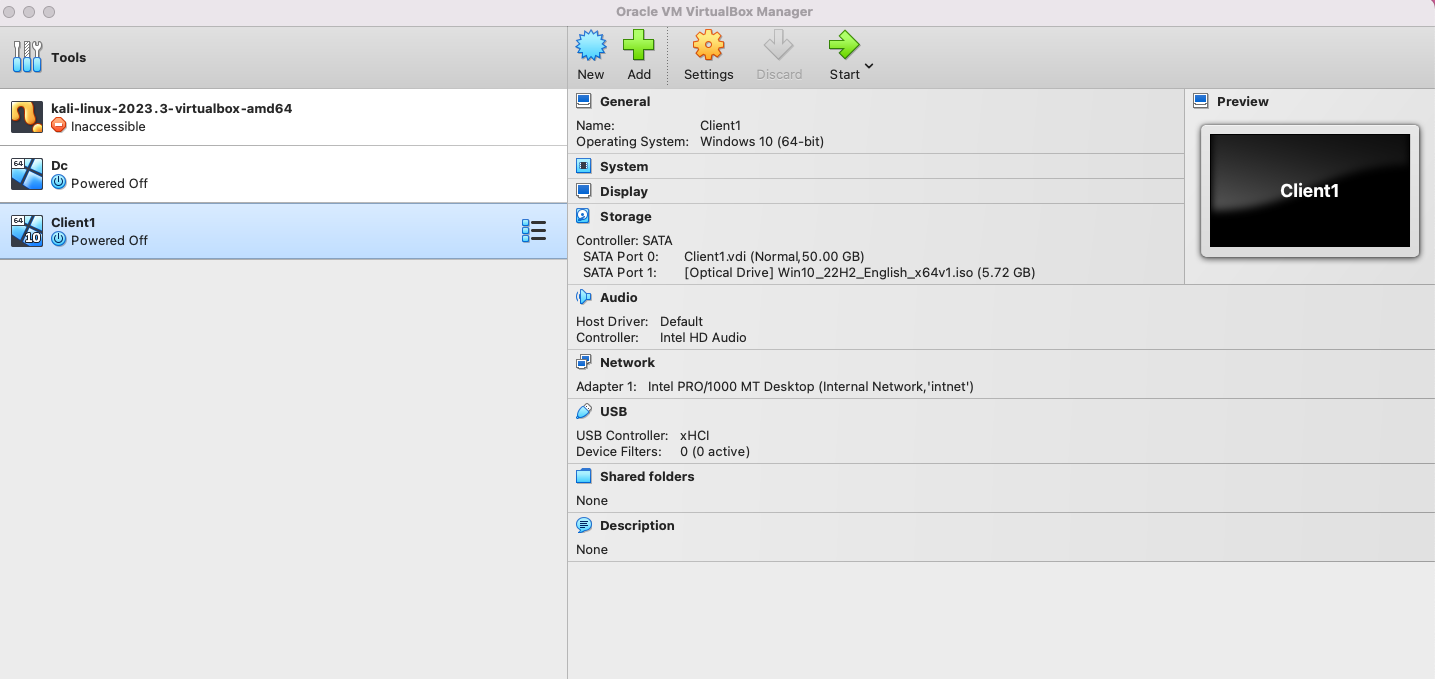 Oracle VM VirtualBox Manager
Tools
New Add Settings Discard Start
kali-linux-2023.3-virtualbox-amd64
Inaccessible
64
Dc
Powered Off
64
10
Client1
Powered Off
General
Name: Client1
Operating System: Windows 10 (64-bit)
System
Display
Storage
Controller: SATA
SATA Port 0: Client1.vdi (Normal,50.00 GB)
SATA Port 1: [Optical Drive] Win10_22H2_English_x64v1.iso (5.72 GB)
Audio
Host Driver: Default
Controller: Intel HD Audio
Network
Adapter 1: Intel PRO/1000 MT Desktop (Internal Network,'intnet')
USB
USB Controller: xHCI
Device Filters: 0 (0 active)
Shared folders
None
Description
None
Preview
Client1